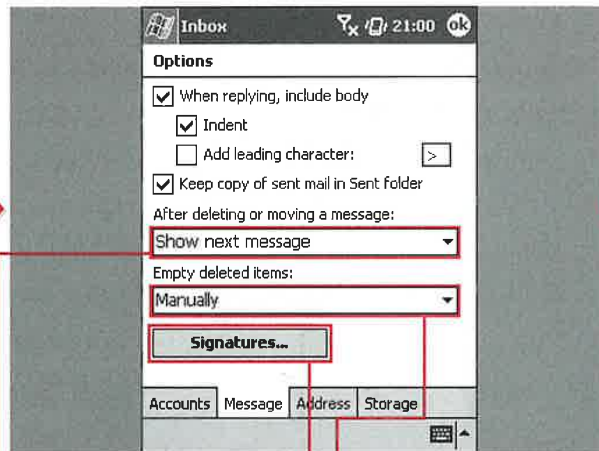 Inbox 21:00 ok
Options
When replying, include body
Indent
Add leading character: >
Keep copy of sent mail in Sent folder
After deleting or moving a message:
Show next message
Empty deleted items:
Manually
Signatures...
Accounts Message Address Storage